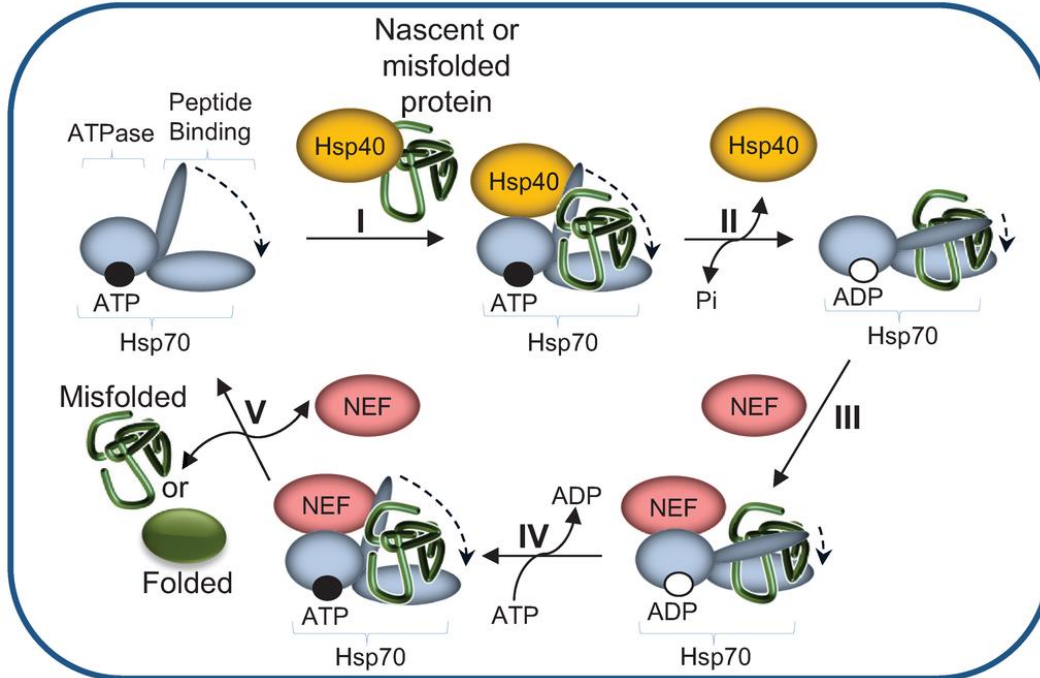 Nascent or
misfolded
protein
Peptide
ATPase Binding
Hsp40
Hsp40
Hsp40
I
II
ATP
ATP
Pi
ADP
Hsp70
Hsp70
Hsp70
Misfolded
or
Folded
V
NEF
NEF
III
NEF
NEF
ADP
IV
ATP
ATP
ADP
Hsp70
Hsp70